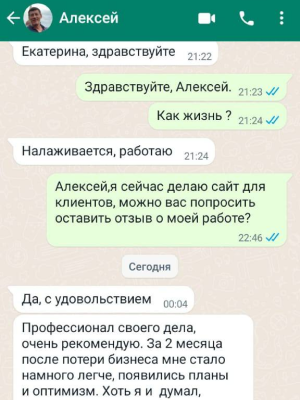 Алексей
Екатерина, здравствуйте
21:22
Здравствуйте, Алексей.
21:23
Как жизнь ?
21:24
Налаживается, работаю
21:24
Алексей,я сейчас делаю сайт для
клиентов, можно вас попросить
оставить отзыв о моей работе?
22:46
Сегодня
Да, с удовольствием
00:04
Профессионал своего дела,
очень рекомендую. За 2 месяца
после потери бизнеса мне стало
намного легче, появились планы
и оптимизм. Хоть я и думал,